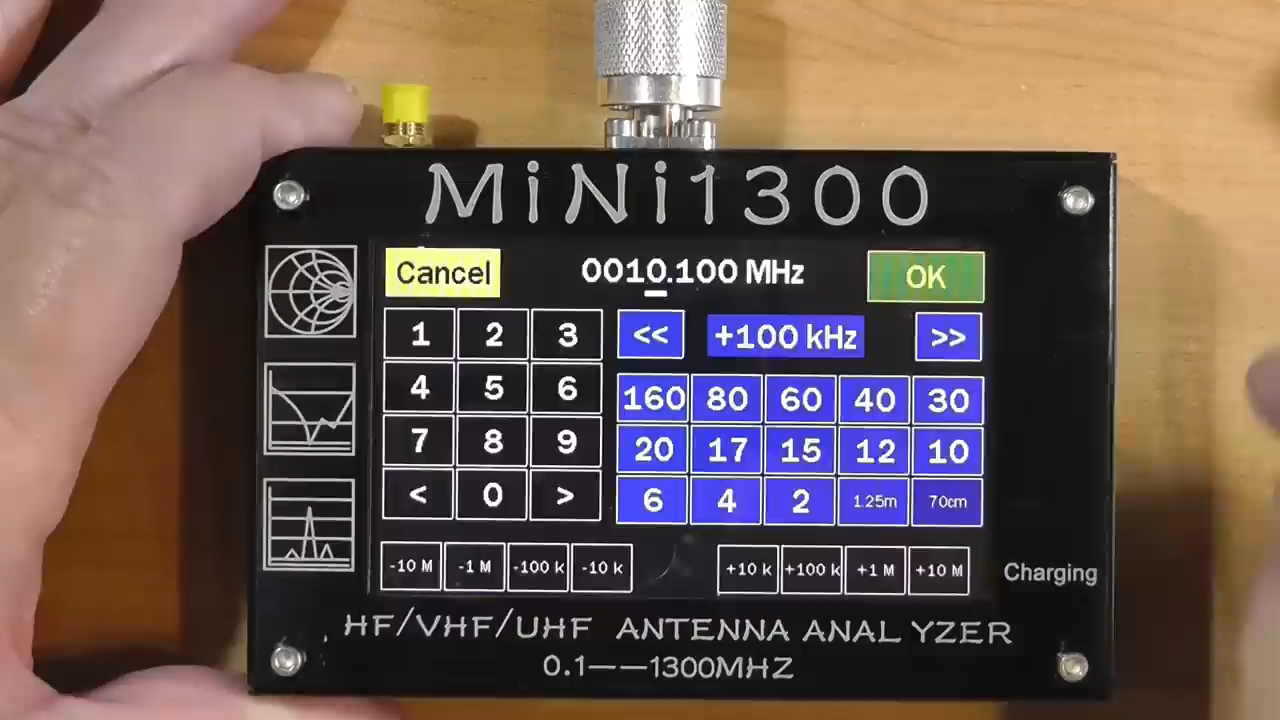 MiNi1300
Cancel 0010.100 MHz OK
1 2 3 << +100 kHz >>
4 5 6 160 80 60 40 30
7 8 9 20 17 15 12 10
< 0 > 6 4 2 1.25m 70cm
-10 M -1 M -100 k -10 k +10 k +100 k +1 M +10 M
Charging
HF/VHF/UHF ANTENNA ANALYZER
0.1——1300MHZ